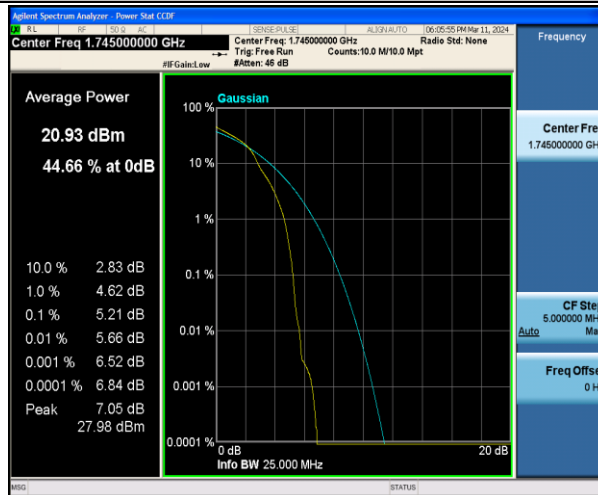 Agilent Spectrum Analyzer - Power Stat CCDF
RL RF 50 Ω AC SENSE:PULSE ALIGNAUTO 06:05:55 PM Mar 11, 2024
Center Freq 1.745000000 GHz
Center Freq: 1.745000000 GHz Radio Std: None
Trig: Free Run Counts:10.0 M/10.0 Mpt
#IFGain:Low #Atten: 46 dB
Frequency
Average Power
20.93 dBm
44.66 % at 0dB
10.0 % 2.83 dB
1.0 % 4.62 dB
0.1 % 5.21 dB
0.01 % 5.66 dB
0.001 % 6.52 dB
0.0001 % 6.84 dB
Peak 7.05 dB
27.98 dBm
Gaussian
100 %
10 %
1 %
0.1 %
0.01 %
0.001 %
0.0001 %
0 dB 20 dB
Info BW 25.000 MHz
Center Fre
1.745000000 GH
CF Ste
5.000000 MH
Auto Ma
Freq Offse
0 H
MSG STATUS